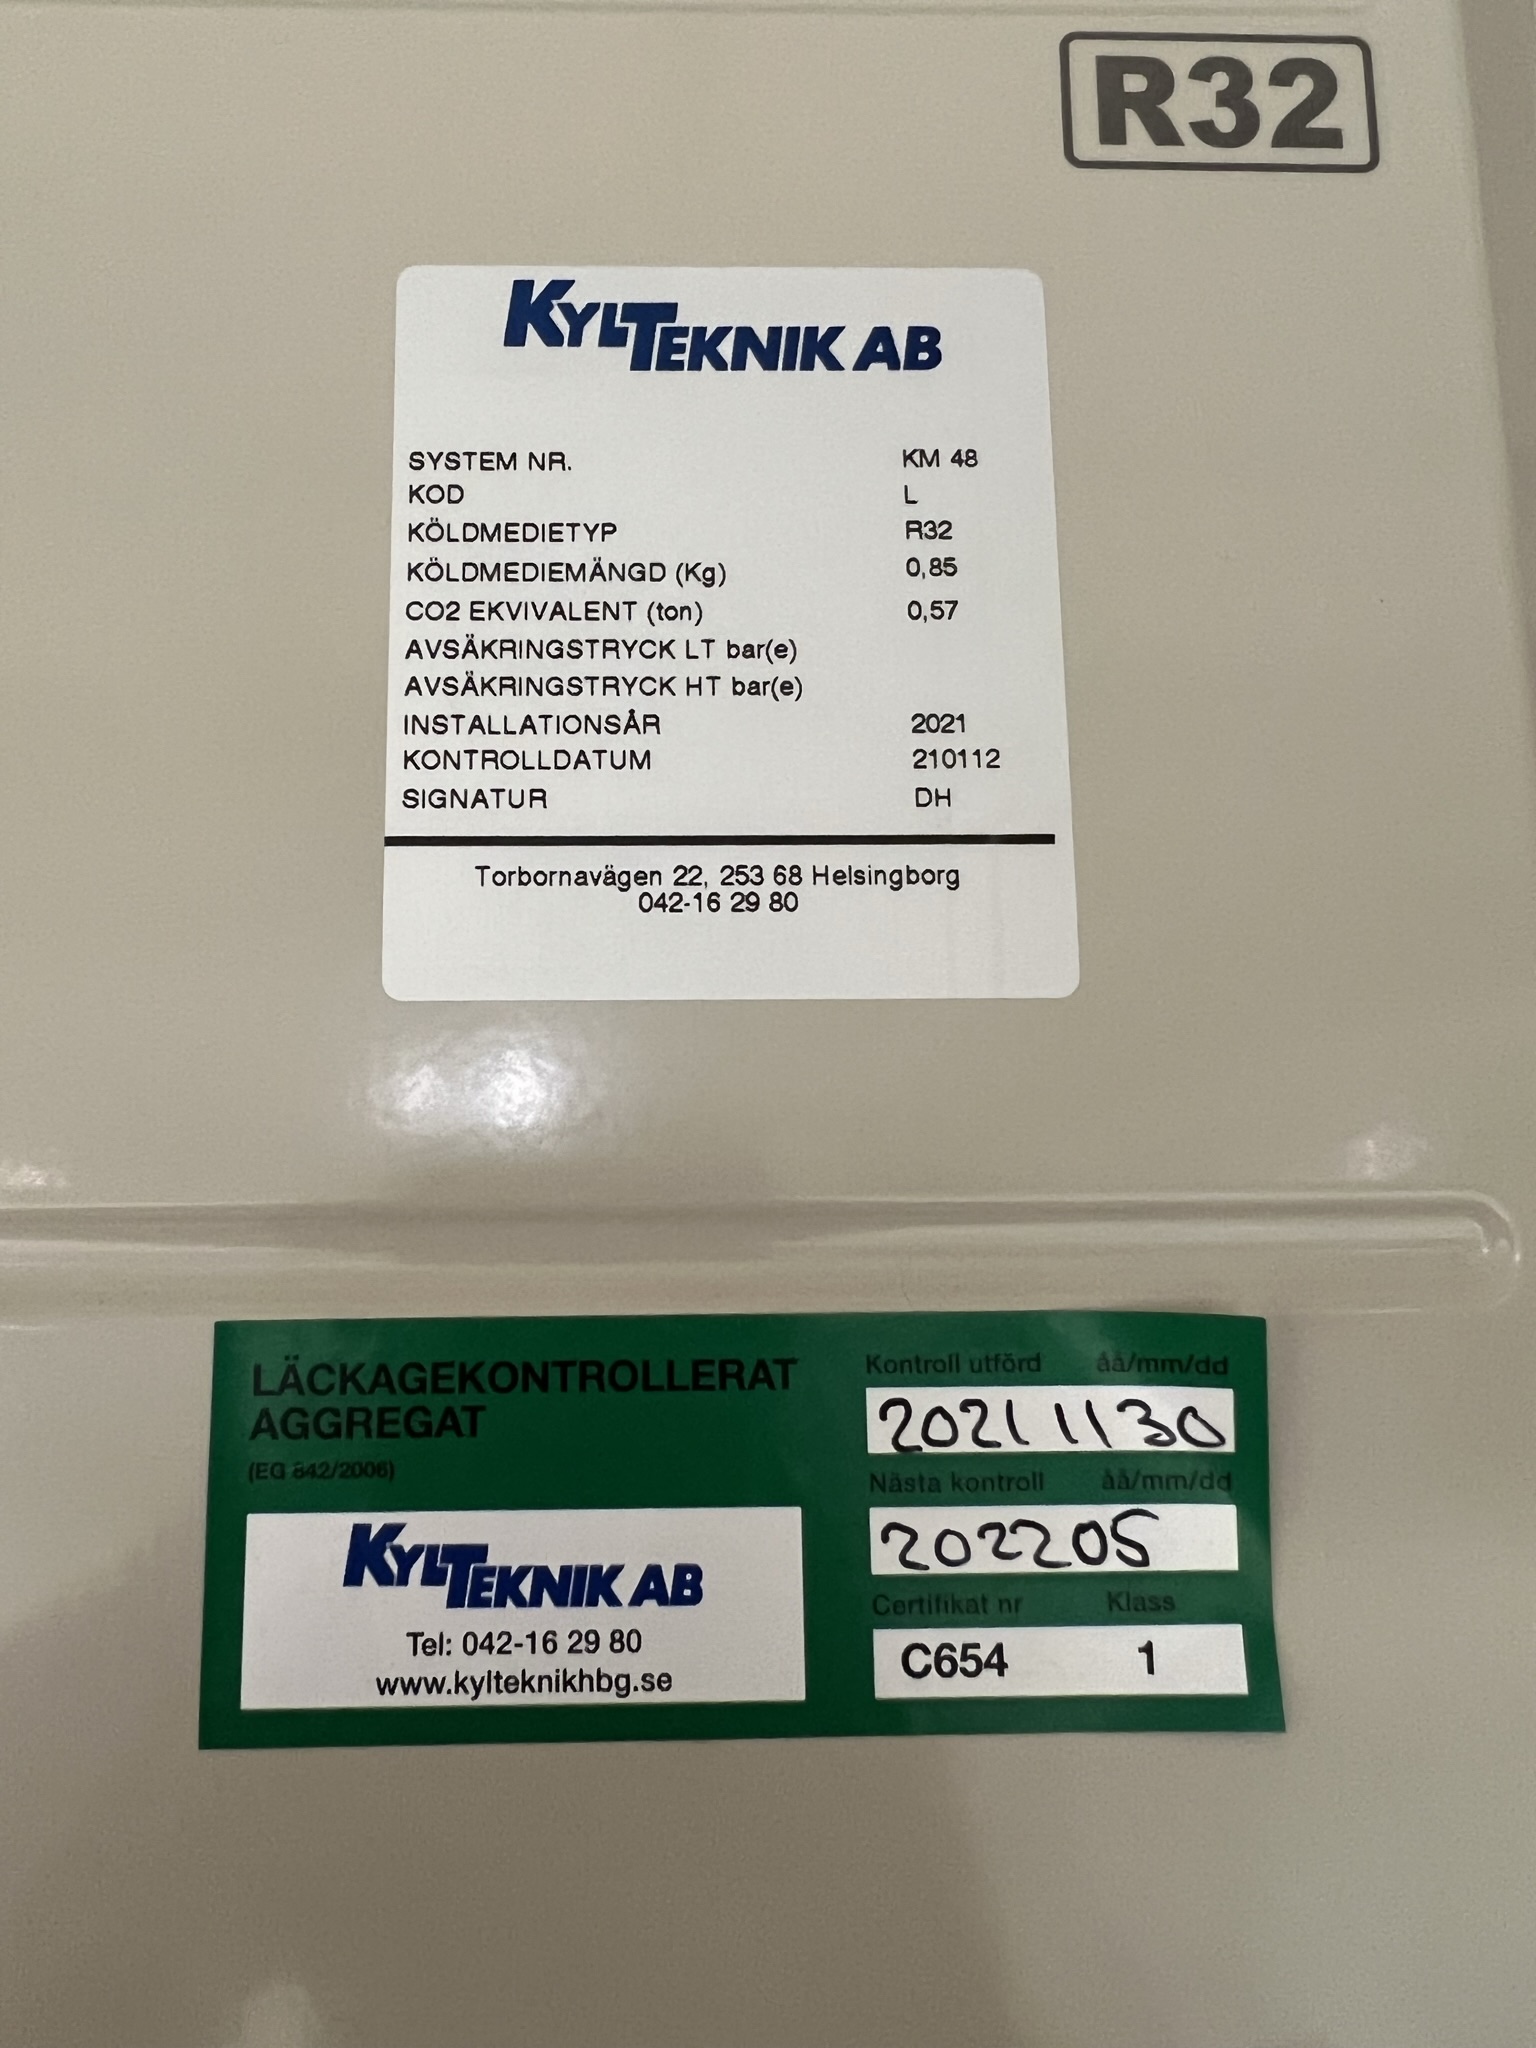 R32
KYLTEKNIK AB
SYSTEM NR. KM 48
KOD L
KÖLDMEDIETYP R32
KÖLDMEDIEMÄNGD (Kg) 0,85
CO2 EKVIVALENT (ton) 0,57
AVSÄKRINGSTRYCK LT bar(e)
AVSÄKRINGSTRYCK HT bar(e)
INSTALLATIONSÅR 2021
KONTROLLDATUM 210112
SIGNATUR DH
Torbornavägen 22, 253 68 Helsingborg
042-16 29 80
LÄCKAGEKONTROLLERAT
AGGREGAT
(EG 842/2006)
KYLTEKNIK AB
Tel: 042-16 29 80
www.kylteknikhbg.se
Kontroll utförd åå/mm/dd
20211130
Nästa kontroll åå/mm/dd
202205
Certifikat nr Klass
C654 1